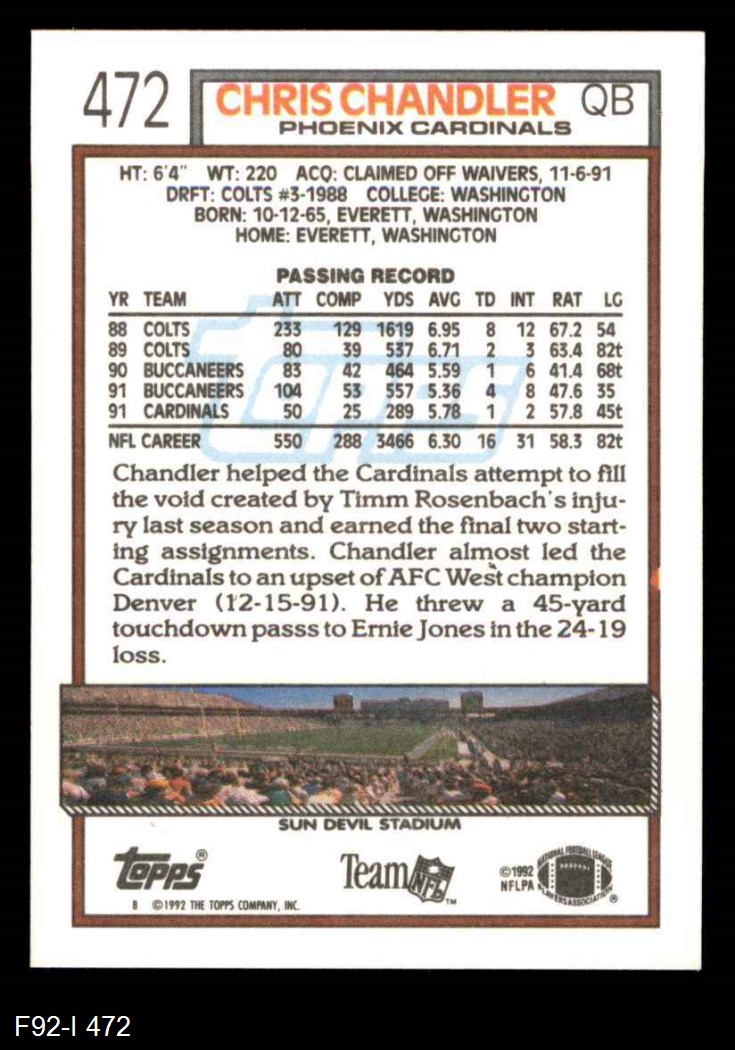 472 CHRIS CHANDLER QB
PHOENIX CARDINALS
HT: 6'4" WT: 220 ACQ: CLAIMED OFF WAIVERS, 11-6-91
DRFT: COLTS #3-1988 COLLEGE: WASHINGTON
BORN: 10-12-65, EVERETT, WASHINGTON
HOME: EVERETT, WASHINGTON
PASSING RECORD
YR TEAM ATT COMP YDS AVG TD INT RAT LG
88 COLTS 233 129 1619 6.95 8 12 67.2 54
89 COLTS 80 39 537 6.71 2 3 63.4 82t
90 BUCCANEERS 83 42 464 5.59 1 6 41.4 68t
91 BUCCANEERS 104 53 557 5.36 4 8 47.6 35
91 CARDINALS 50 25 289 5.78 1 2 57.8 45t
NFL CAREER 550 288 3466 6.30 16 31 58.3 82t
Topps
Chandler helped the Cardinals attempt to fill
the void created by Timm Rosenbach's inju-
ry last season and earned the final two start-
ing assignments. Chandler almost led the
Cardinals to an upset of AFC West champion
Denver (12-15-91). He threw a 45-yard
touchdown passs to Ernie Jones in the 24-19
loss.
SUN DEVIL STADIUM
Topps®
Team NFL™
©1992
NFLPA
NATIONAL FOOTBALL LEAGUE
PLAYERS ASSOCIATION ®
B ©1992 THE TOPPS COMPANY, INC.
F92-I 472